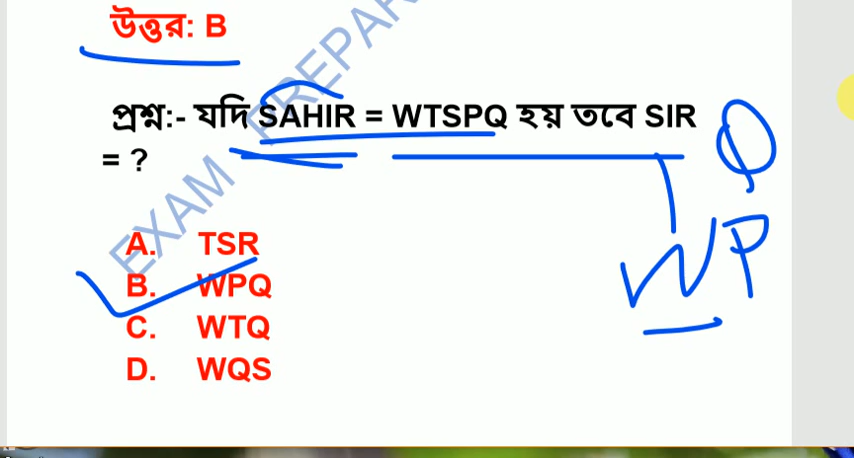 উত্তর: B
EXAM PREPAR
প্রশ্ন:- যদি SAHIR = WTSPQ হয় তবে SIR
= ?
Q
A. TSR
WP
B. WPQ
C. WTQ
D. WQS